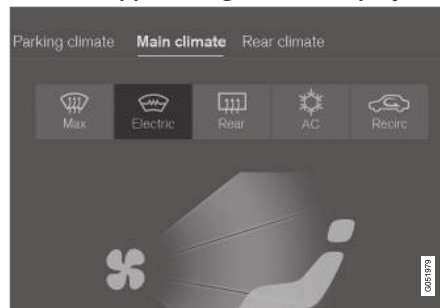 Parking climate Main climate Rear climate
Max Electric Rear AC Recirc
G051979